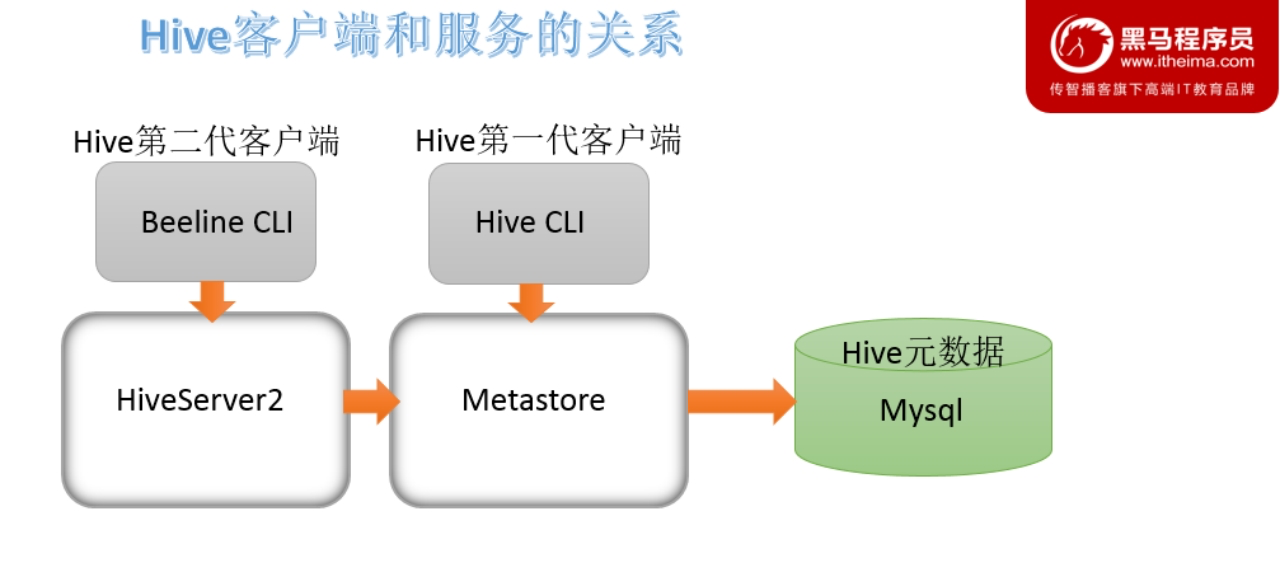 Hive客户端和服务的关系
黑马程序员
www.itheima.com
传智播客旗下高端IT教育品牌
Hive第二代客户端
Hive第一代客户端
Beeline CLI
Hive CLI
HiveServer2
Metastore
Hive元数据
Mysql